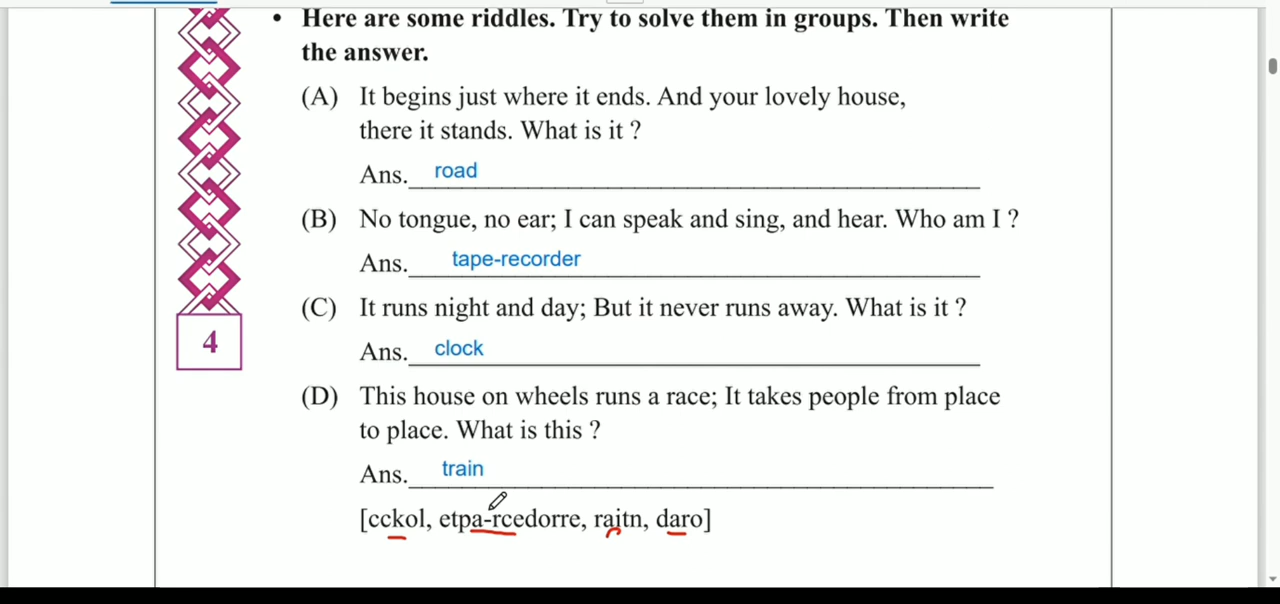 • Here are some riddles. Try to solve them in groups. Then write
the answer.
(A) It begins just where it ends. And your lovely house,
there it stands. What is it ?
Ans. road
(B) No tongue, no ear; I can speak and sing, and hear. Who am I ?
Ans. tape-recorder
(C) It runs night and day; But it never runs away. What is it ?
Ans. clock
4
(D) This house on wheels runs a race; It takes people from place
to place. What is this ?
Ans. train
[cckol, etpa-rcedorre, raitn, daro]